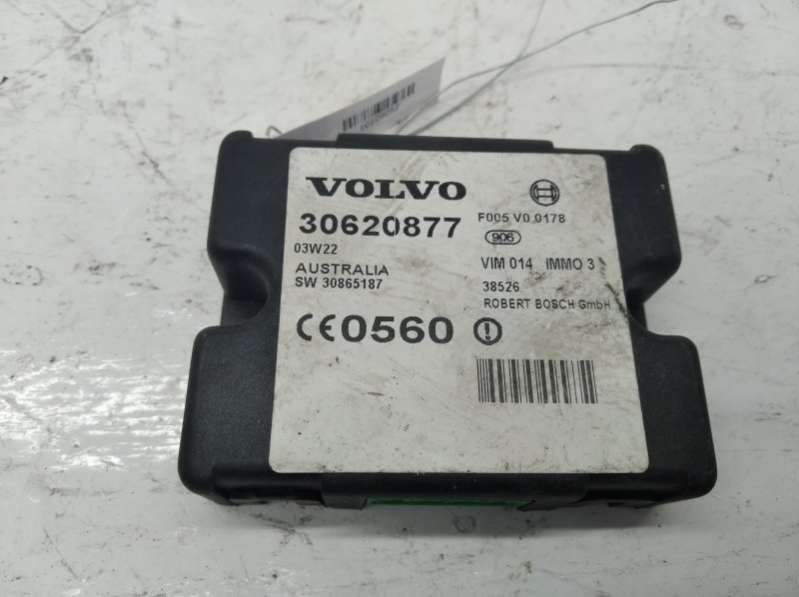 VOLVO
30620877
03W22
AUSTRALIA
SW 30865187
CE0560
F005 V0 0178
906
VIM 014 IMMO 3
38526
ROBERT BOSCH GmbH